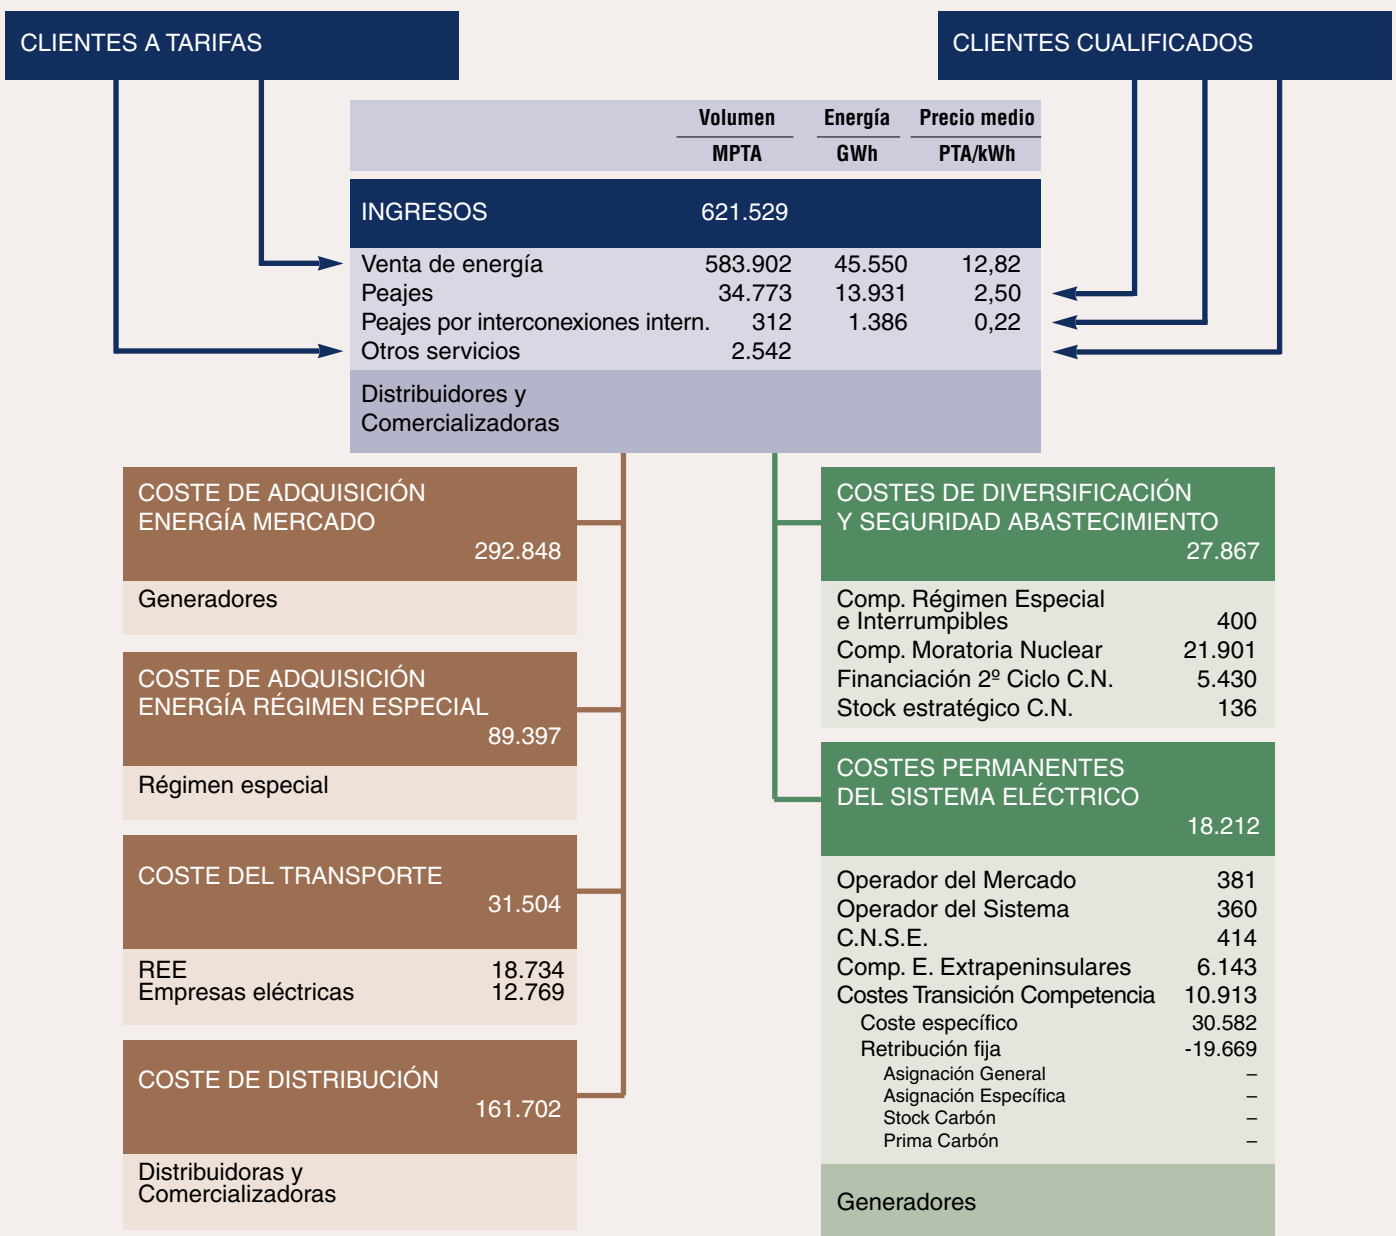 CLIENTES A TARIFAS
CLIENTES CUALIFICADOS
Volumen Energía Precio medio
MPTA GWh PTA/kWh
INGRESOS 621.529
Venta de energía 583.902 45.550 12,82
Peajes 34.773 13.931 2,50
Peajes por interconexiones intern. 312 1.386 0,22
Otros servicios 2.542
Distribuidores y
Comercializadoras
COSTE DE ADQUISICIÓN
ENERGÍA MERCADO
292.848
Generadores
COSTE DE ADQUISICIÓN
ENERGÍA RÉGIMEN ESPECIAL
89.397
Régimen especial
COSTE DEL TRANSPORTE
31.504
REE 18.734
Empresas eléctricas 12.769
COSTE DE DISTRIBUCIÓN
161.702
Distribuidoras y
Comercializadoras
COSTES DE DIVERSIFICACIÓN
Y SEGURIDAD ABASTECIMIENTO
27.867
Comp. Régimen Especial
e Interrumpibles 400
Comp. Moratoria Nuclear 21.901
Financiación 2º Ciclo C.N. 5.430
Stock estratégico C.N. 136
COSTES PERMANENTES
DEL SISTEMA ELÉCTRICO
18.212
Operador del Mercado 381
Operador del Sistema 360
C.N.S.E. 414
Comp. E. Extrapeninsulares 6.143
Costes Transición Competencia 10.913
Coste específico 30.582
Retribución fija -19.669
Asignación General –
Asignación Específica –
Stock Carbón –
Prima Carbón –
Generadores